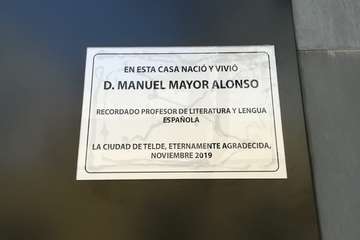 EN ESTA CASA NACIÓ Y VIVIÓ
D. MANUEL MAYOR ALONSO
RECORDADO PROFESOR DE LITERATURA Y LENGUA
ESPAÑOLA
LA CIUDAD DE TELDE, ETERNAMENTE AGRADECIDA,
NOVIEMBRE 2019